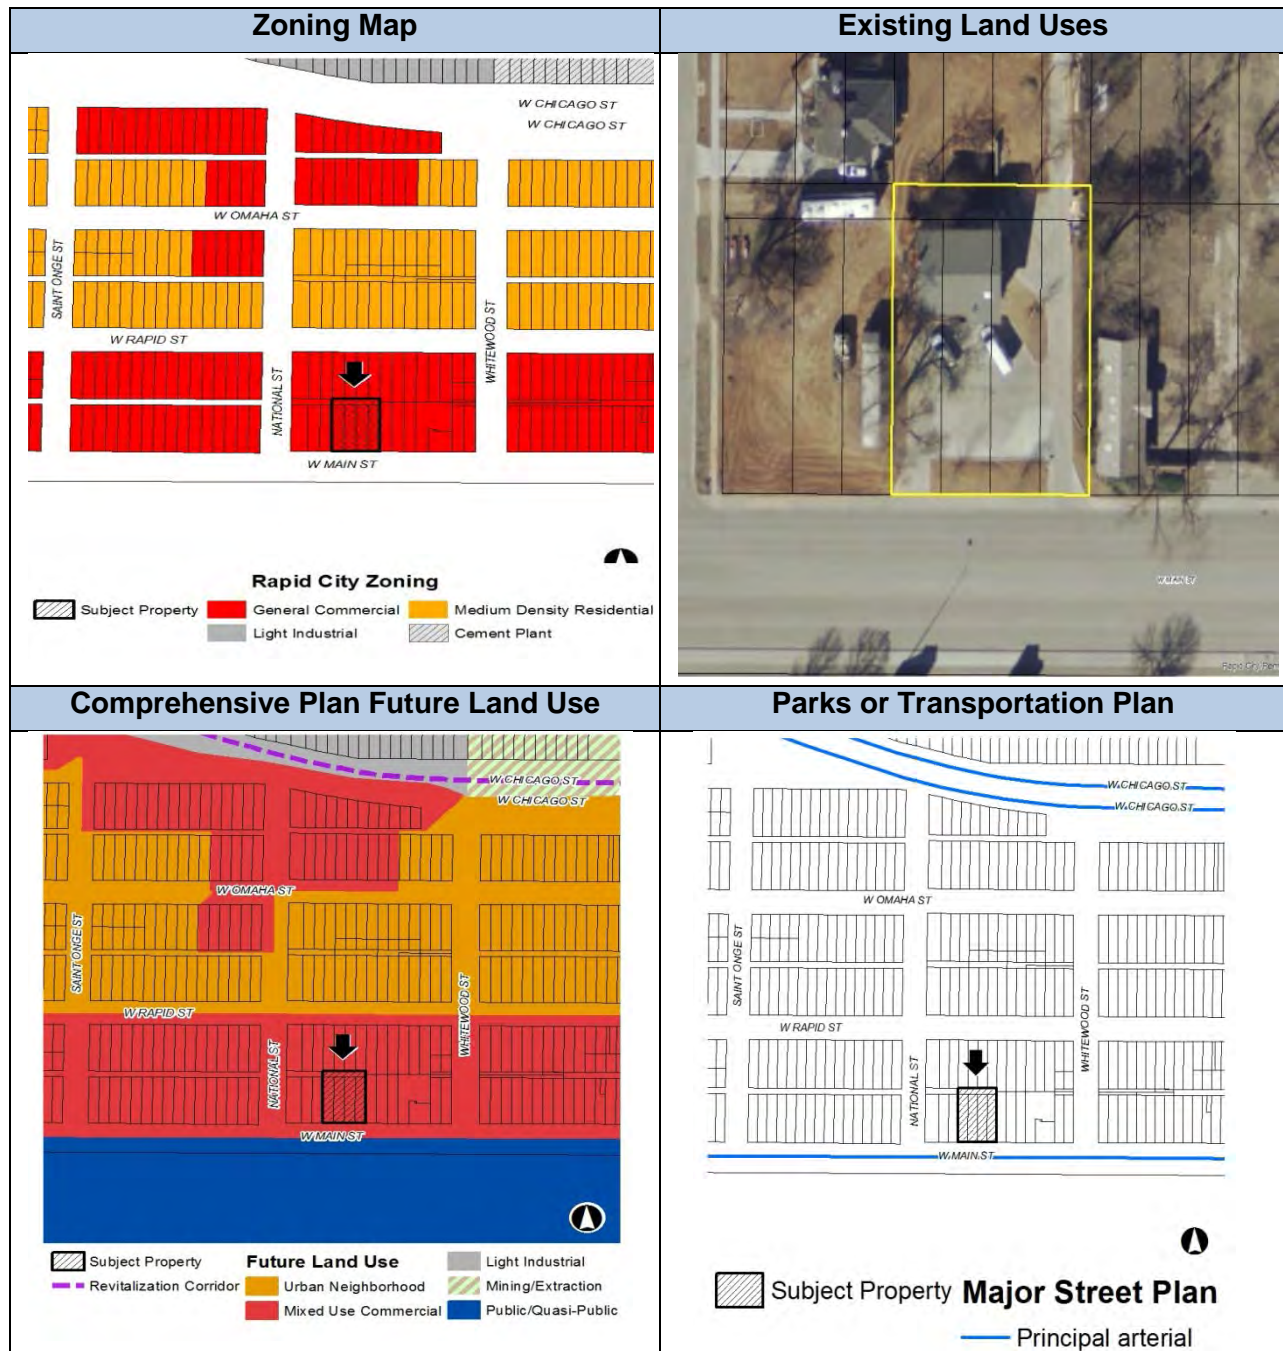 Zoning Map
Existing Land Uses
W CHICAGO ST
W CHICAGO ST
W OMAHA ST
SAINT ONGE ST
W RAPID ST
NATIONAL ST
WHITEWOOD ST
W MAIN ST
Rapid City Zoning
Subject Property
General Commercial
Medium Density Residential
Light Industrial
Cement Plant
W MAIN ST
Comprehensive Plan Future Land Use
Parks or Transportation Plan
W CHICAGO ST
W CHICAGO ST
W OMAHA ST
SAINT ONGE ST
W RAPID ST
NATIONAL ST
WHITEWOOD ST
W MAIN ST
Subject Property
Future Land Use
Light Industrial
Revitalization Corridor
Urban Neighborhood
Mining/Extraction
Mixed Use Commercial
Public/Quasi-Public
W CHICAGO ST
W CHICAGO ST
W OMAHA ST
SAINT ONGE ST
W RAPID ST
NATIONAL ST
WHITEWOOD ST
W MAIN ST
Subject Property
Major Street Plan
Principal arterial